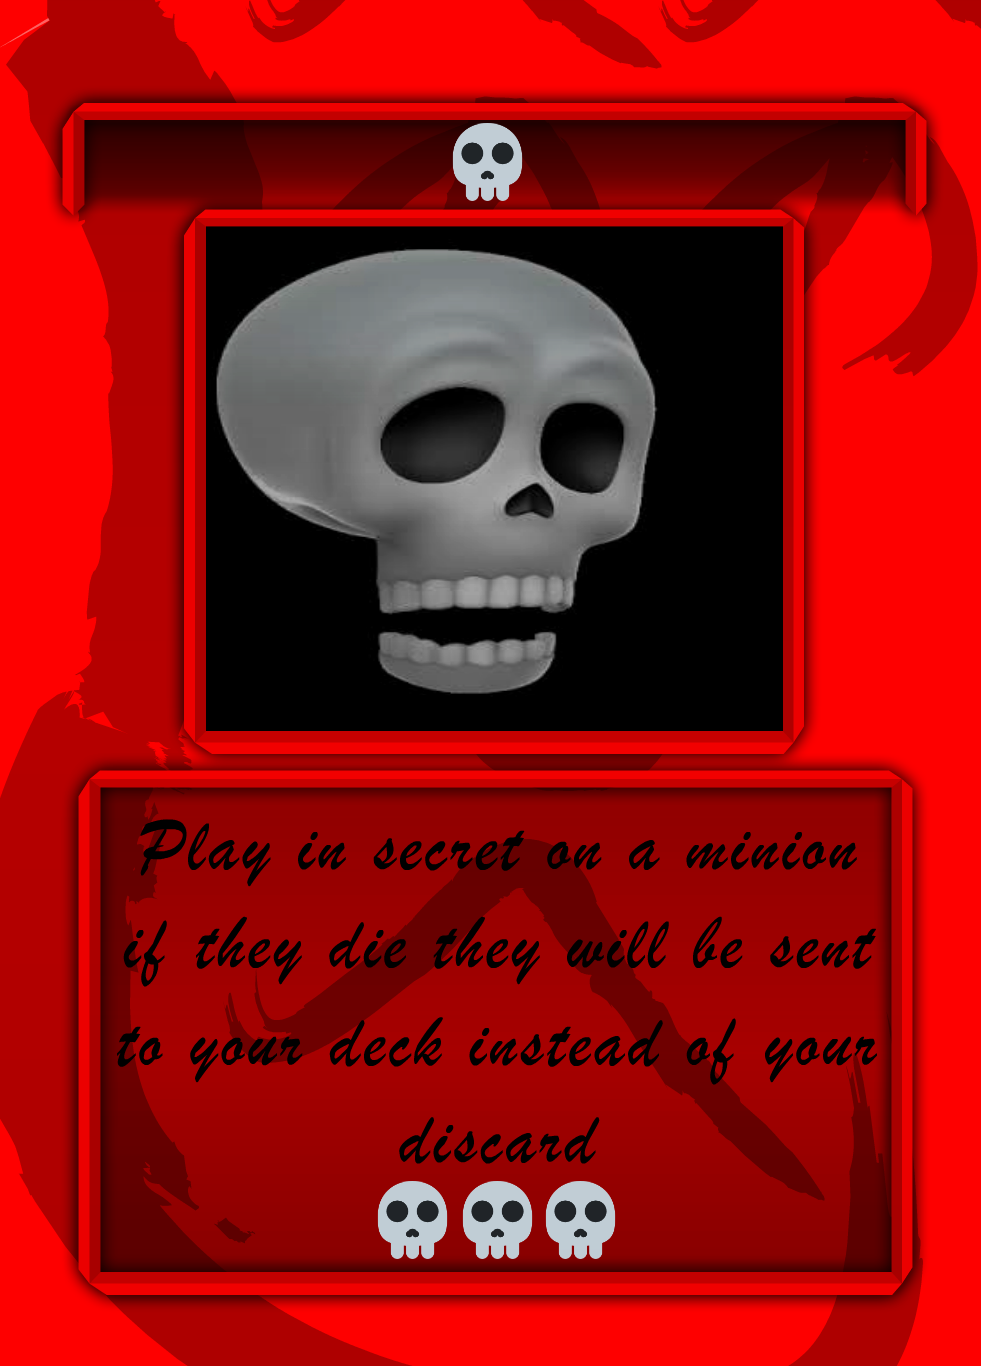 💀
Play in secret on a minion
if they die they will be sent
to your deck instead of your
discard
💀💀💀